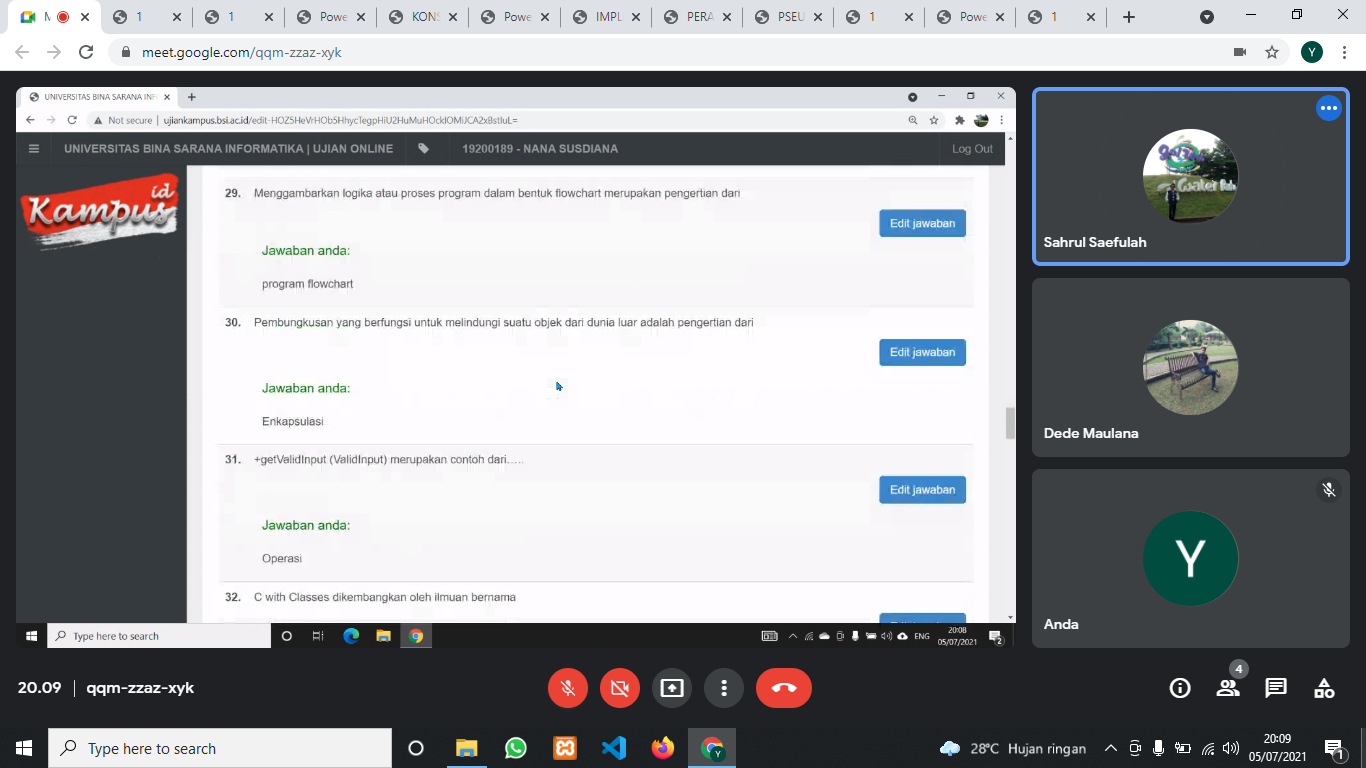 M
1
1
Powe
KONS
Powe
IMPL
PERA
PSEU
1
Powe
1
meet.google.com/qqm-zzaz-xyk
Y
UNIVERSITAS BINA SARANA INF
Not secure | ujiankampus.bsi.ac.id/edit-HOZ5HeVrHOb5HhycTegpHiU2HuMuHOckIOMiJCA2xBstIuL=
UNIVERSITAS BINA SARANA INFORMATIKA | UJIAN ONLINE
19200189 - NANA SUSDIANA
Log Out
Kampus id
29. Menggambarkan logika atau proses program dalam bentuk flowchart merupakan pengertian dari
Edit jawaban
Jawaban anda:
program flowchart
30. Pembungkusan yang berfungsi untuk melindungi suatu objek dari dunia luar adalah pengertian dari
Edit jawaban
Jawaban anda:
Enkapsulasi
31. +getValidInput (ValidInput) merupakan contoh dari.....
Edit jawaban
Jawaban anda:
Operasi
32. C with Classes dikembangkan oleh ilmuan bernama
Type here to search
ENG
20:08
05/07/2021
2
Sahrul Saefulah
Dede Maulana
Y
Anda
20.09 | qqm-zzaz-xyk
4
Type here to search
28°C Hujan ringan
20:09
05/07/2021
1